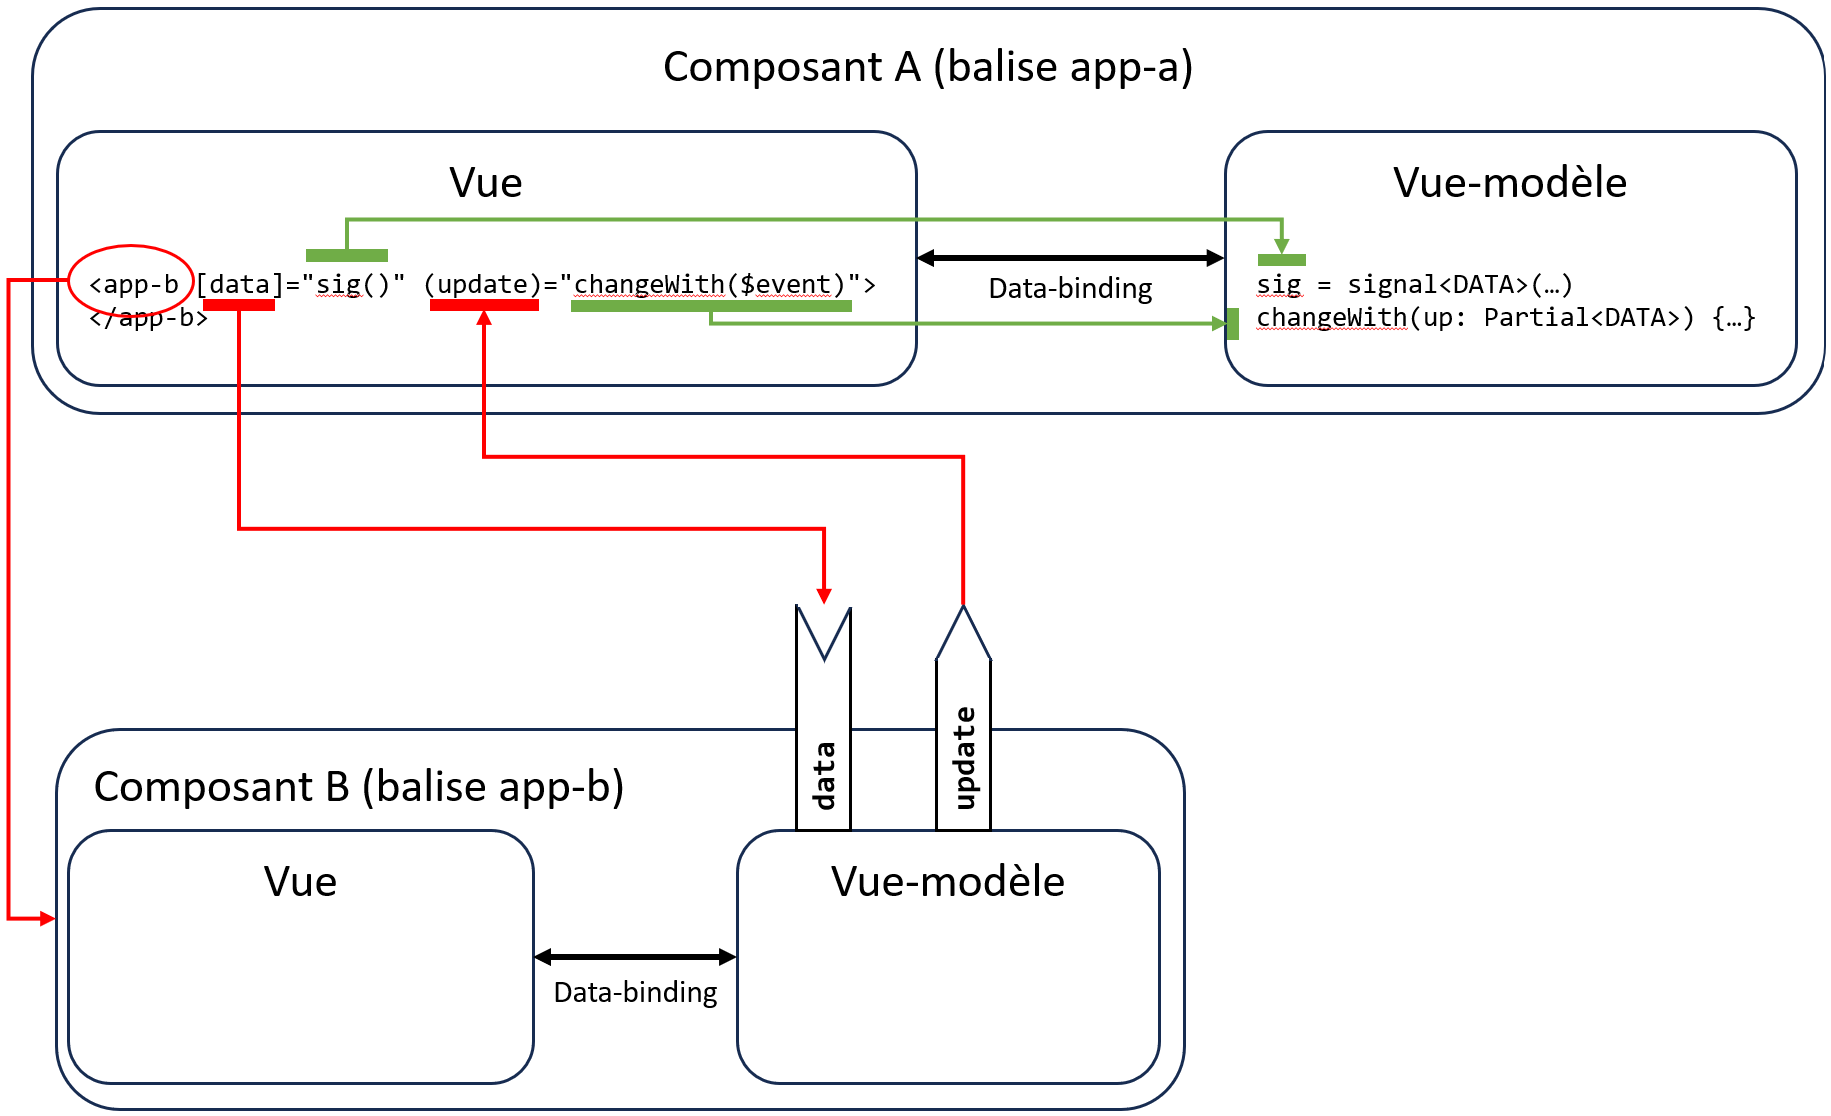 Composant A (balise app-a)
Vue
Vue-modèle
<app-b [data]="sig()" (update)="changeWith($event)">
</app-b>
Data-binding
sig = signal<DATA>(…)
changeWith(up: Partial<DATA>) {…}
data
update
Composant B (balise app-b)
Vue
Vue-modèle
Data-binding